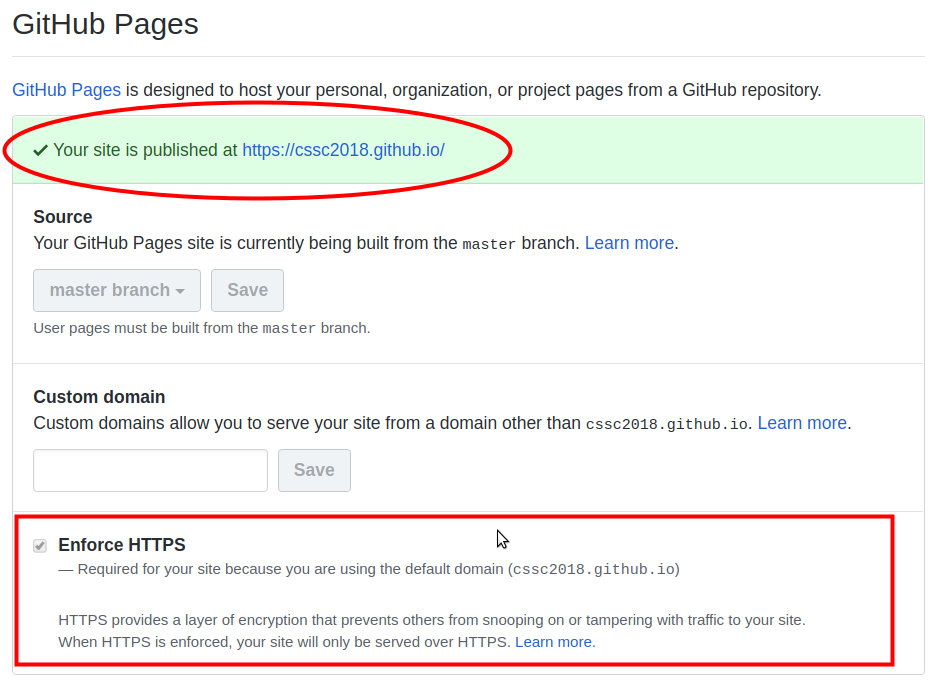 GitHub Pages
GitHub Pages is designed to host your personal, organization, or project pages from a GitHub repository.
Your site is published at https://cssc2018.github.io/
Source
Your GitHub Pages site is currently being built from the master branch. Learn more.
master branch Save
User pages must be built from the master branch.
Custom domain
Custom domains allow you to serve your site from a domain other than cssc2018.github.io. Learn more.
Save
Enforce HTTPS
— Required for your site because you are using the default domain (cssc2018.github.io)
HTTPS provides a layer of encryption that prevents others from snooping on or tampering with traffic to your site.
When HTTPS is enforced, your site will only be served over HTTPS. Learn more.